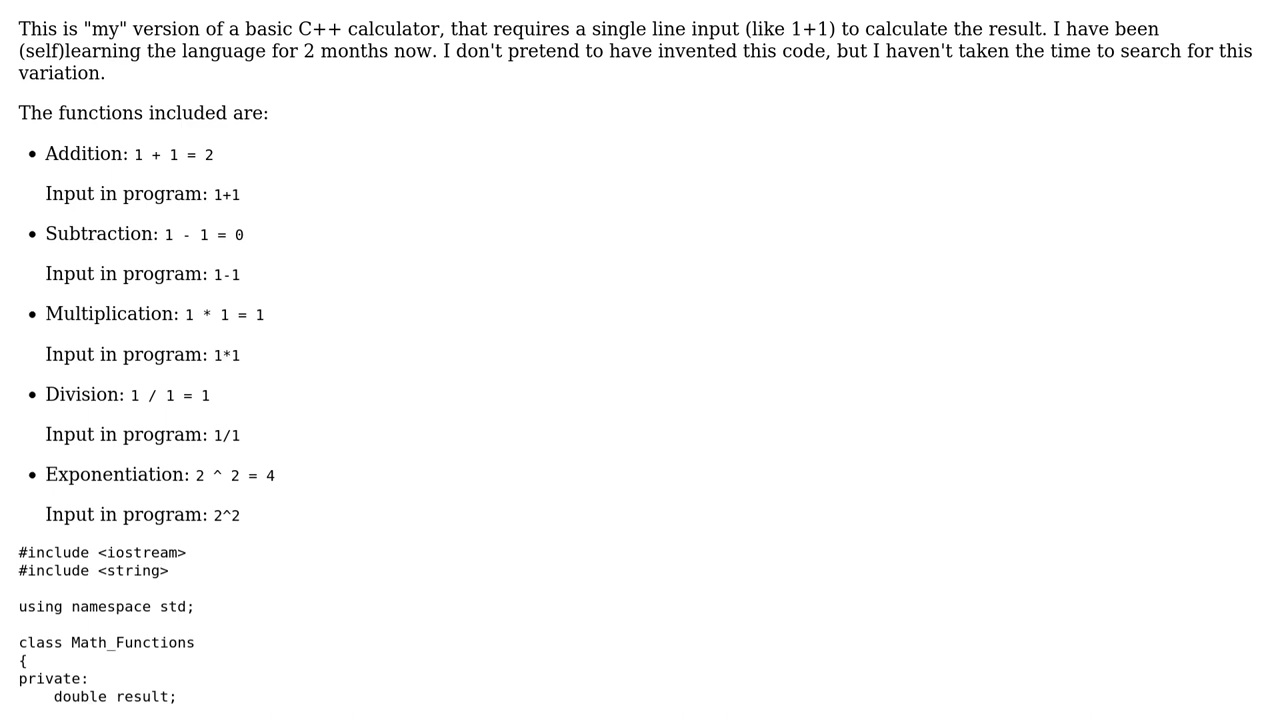 This is "my" version of a basic C++ calculator, that requires a single line input (like 1+1) to calculate the result. I have been
(self)learning the language for 2 months now. I don't pretend to have invented this code, but I haven't taken the time to search for this
variation.
The functions included are:
• Addition: 1 + 1 = 2
Input in program: 1+1
• Subtraction: 1 - 1 = 0
Input in program: 1-1
• Multiplication: 1 * 1 = 1
Input in program: 1*1
• Division: 1 / 1 = 1
Input in program: 1/1
• Exponentiation: 2 ^ 2 = 4
Input in program: 2^2
#include <iostream>
#include <string>
using namespace std;
class Math_Functions
{
private:
    double result;